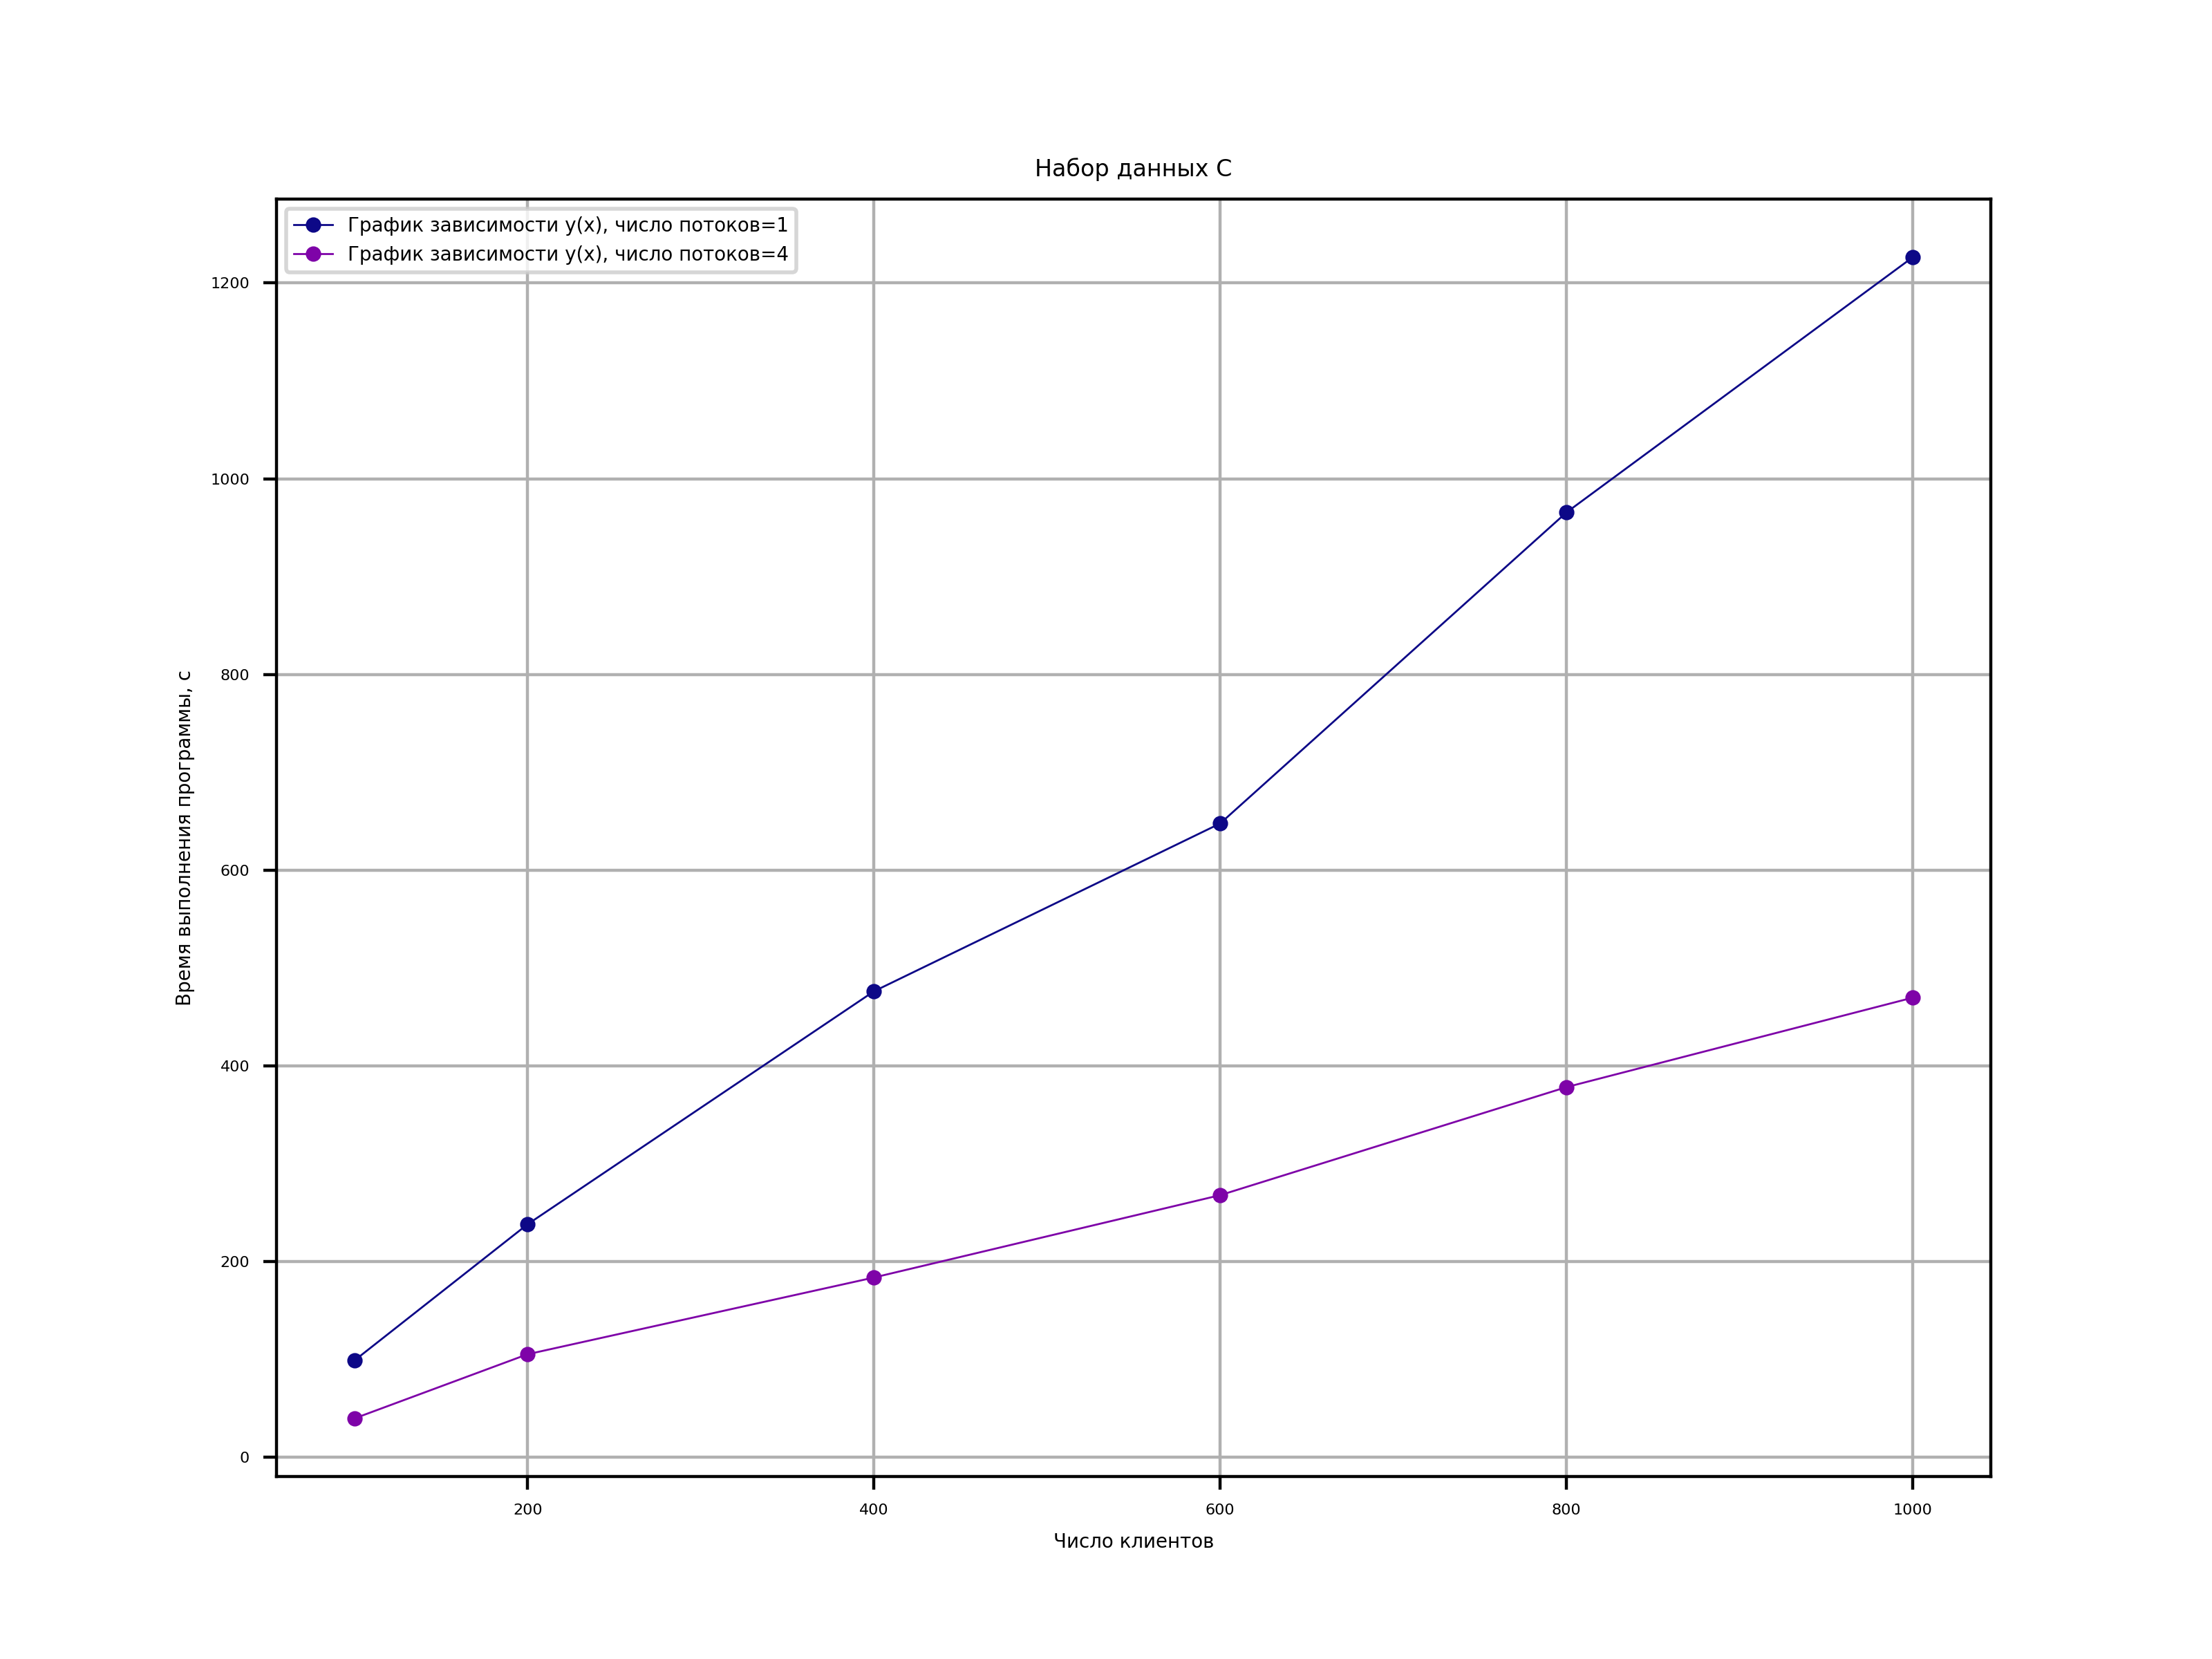 Набор данных C
График зависимости y(x), число потоков=1
График зависимости y(x), число потоков=4
1200
1000
800
600
400
200
0
Время выполнения программы, с
200
400
600
800
1000
Число клиентов